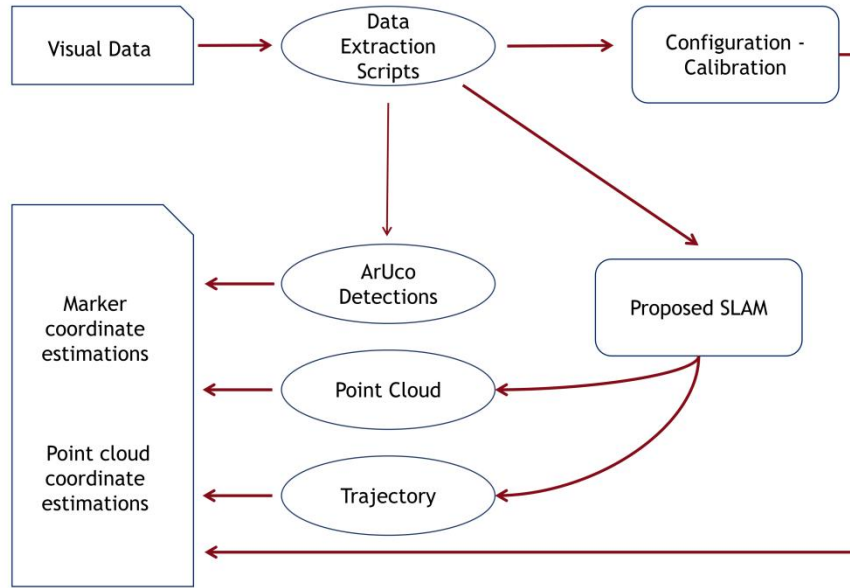 Visual Data
Data
Extraction
Scripts
Configuration -
Calibration
ArUco
Detections
Proposed SLAM
Marker
coordinate
estimations
Point Cloud
Point cloud
coordinate
estimations
Trajectory